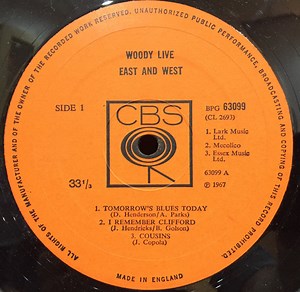 ALL RIGHTS OF THE MANUFACTURER AND OF THE OWNER OF THE RECORDED WORK RESERVED. UNAUTHORIZED PUBLIC PERFORMANCE, BROADCASTING AND COPYING OF THIS RECORD PROHIBITED.
WOODY LIVE
EAST AND WEST
SIDE 1
CBS
BPG 63099
(CL 2693)
1. Lark Music
Ltd.
2. Mecolico
3. Essex Music
Ltd.
33⅓
63099 A
℗ 1967
1. TOMORROW'S BLUES TODAY
(D. Henderson/A. Parks)
2. I REMEMBER CLIFFORD
(J. Hendricks/B. Golson)
3. COUSINS
(J. Copola)
MADE IN ENGLAND